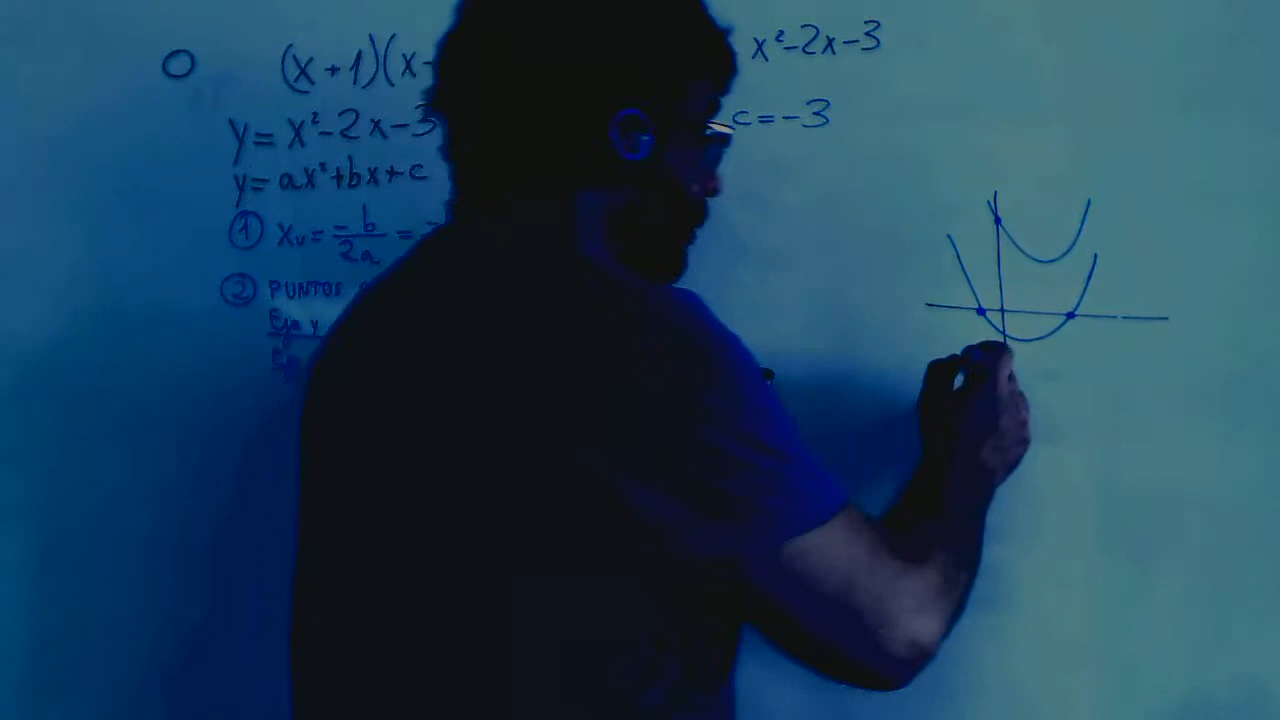 O (x+1)(x- x²-2x-3
y=x²-2x-3 c=-3
y=ax²+bx+c
① Xv=-b/2a=-
② PUNTOS
Eje y